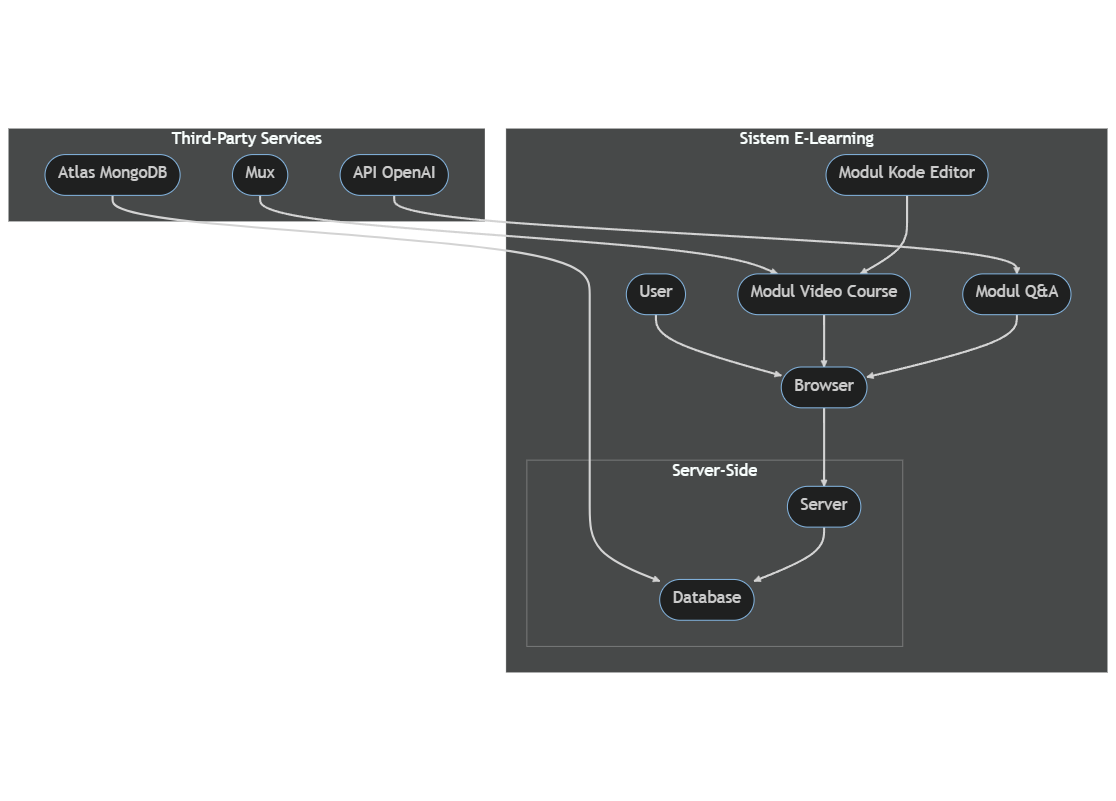 Third-Party Services
Atlas MongoDB
Mux
API OpenAI
Sistem E-Learning
Modul Kode Editor
User
Modul Video Course
Modul Q&A
Browser
Server-Side
Server
Database